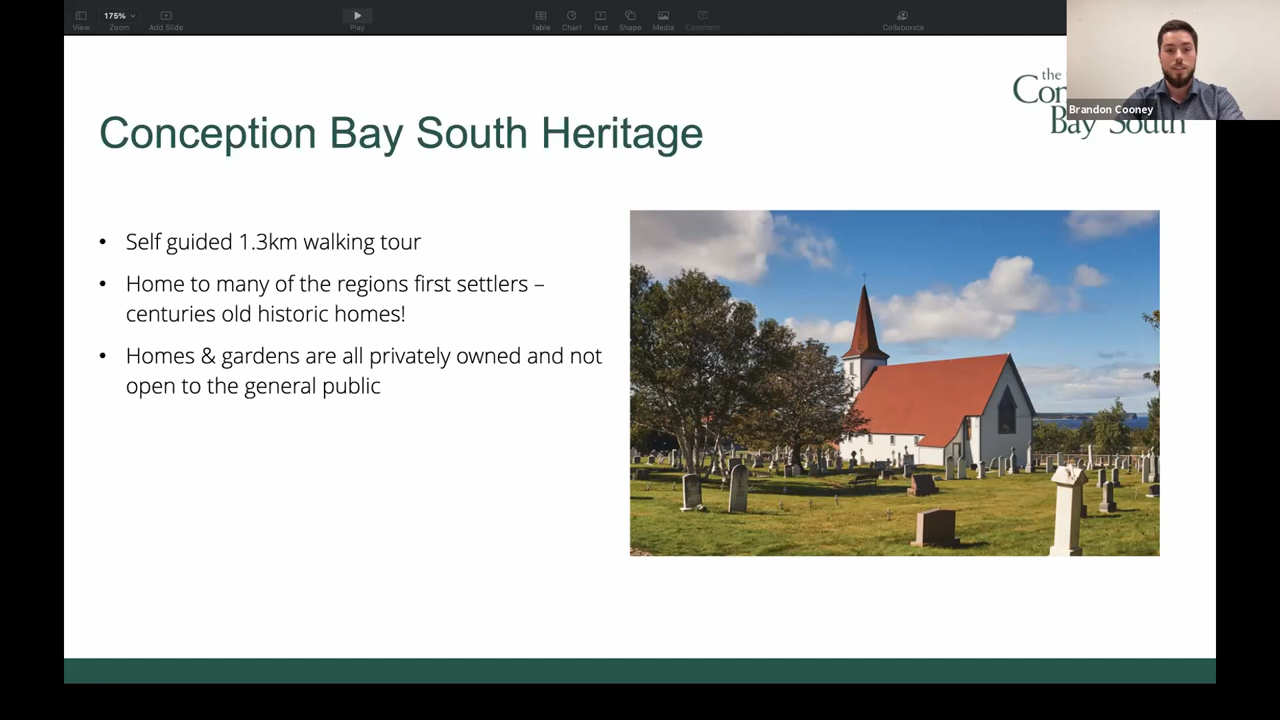 175%
View
Zoom
Add Slide
Play
Table
Chart
Text
Shape
Media
Comment
Collaborate
Brandon Cooney
the
Bay South
Conception Bay South Heritage
• Self guided 1.3km walking tour
• Home to many of the regions first settlers –
centuries old historic homes!
• Homes & gardens are all privately owned and not
open to the general public